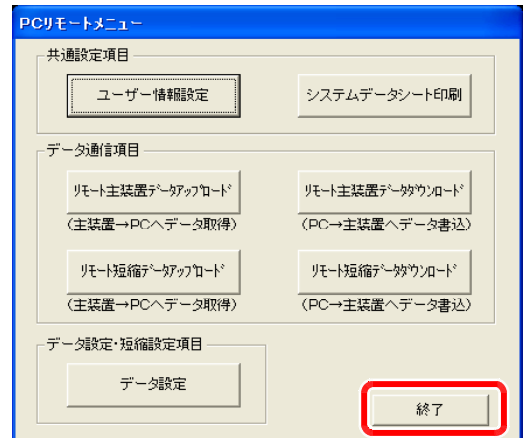 PCリモートメニュー
共通設定項目
ユーザー情報設定
システムデータシート印刷
データ通信項目
ﾘﾓｰﾄ主装置ﾃﾞｰﾀｱｯﾌﾟﾛｰﾄﾞ
ﾘﾓｰﾄ主装置ﾃﾞｰﾀﾀﾞｳﾝﾛｰﾄﾞ
(主装置→PCへデータ取得)
(PC→主装置へデータ書込)
ﾘﾓｰﾄ短縮ﾃﾞｰﾀｱｯﾌﾟﾛｰﾄﾞ
ﾘﾓｰﾄ短縮ﾃﾞｰﾀﾀﾞｳﾝﾛｰﾄﾞ
(主装置→PCへデータ取得)
(PC→主装置へデータ書込)
データ設定･短縮設定項目
データ設定
終了